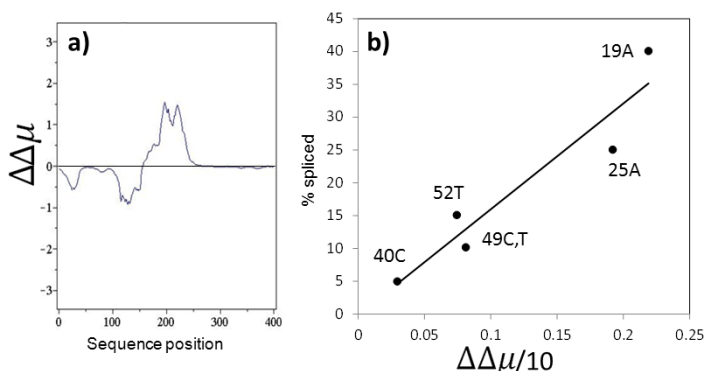 a)
3
2
1
0
-1
-2
-3
ΔΔμ
0 100 200 300 400
Sequence position
b)
45
40
35
30
25
20
15
10
5
0
% spliced
19A
25A
52T
49C,T
40C
0 0.05 0.1 0.15 0.2 0.25
ΔΔμ/10